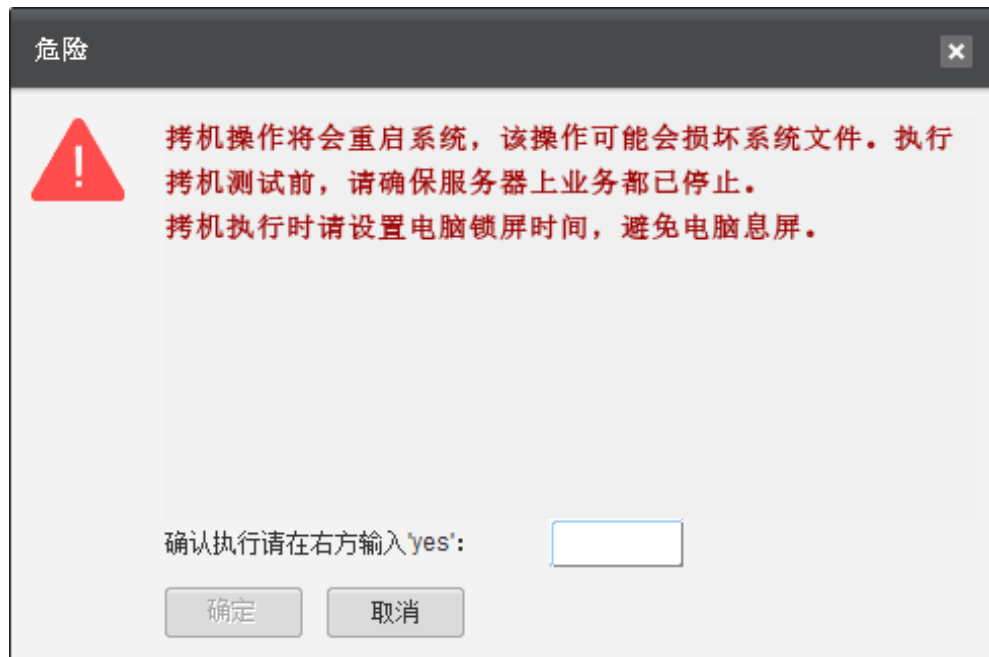 危险
拷机操作将会重启系统，该操作可能会损坏系统文件。执行
拷机测试前，请确保服务器上业务都已停止。
拷机执行时请设置电脑锁屏时间，避免电脑息屏。
确认执行请在右方输入'yes':
确定 取消